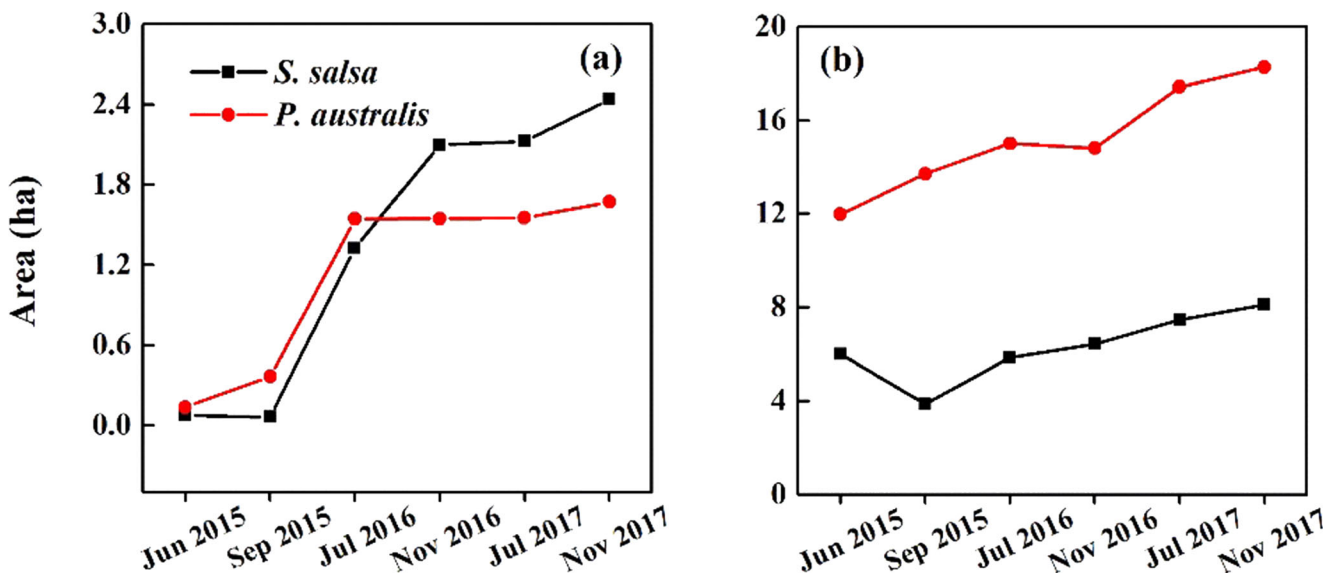 Area (ha)
3.0
2.4
1.8
1.2
0.6
0.0
S. salsa
P. australis
(a)
Jun 2015
Sep 2015
Jul 2016
Nov 2016
Jul 2017
Nov 2017
20
16
12
8
4
0
(b)
Jun 2015
Sep 2015
Jul 2016
Nov 2016
Jul 2017
Nov 2017